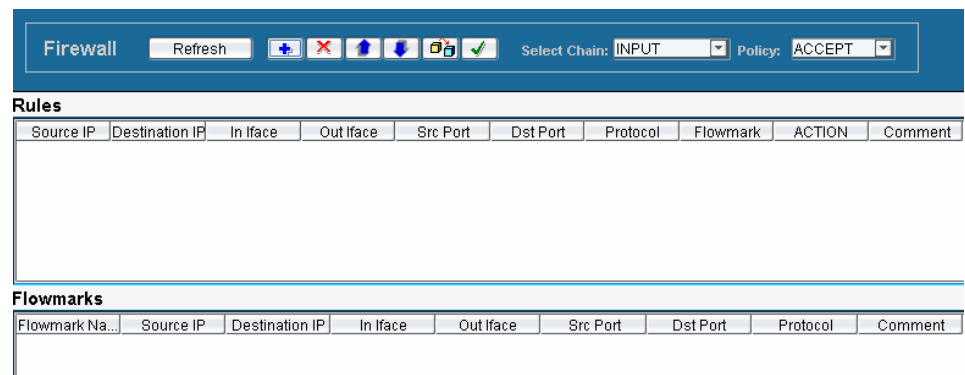 Firewall Refresh Select Chain: INPUT Policy: ACCEPT
Rules
Source IP Destination IP In Iface Out Iface Src Port Dst Port Protocol Flowmark ACTION Comment
Flowmarks
Flowmark Na... Source IP Destination IP In Iface Out Iface Src Port Dst Port Protocol Comment